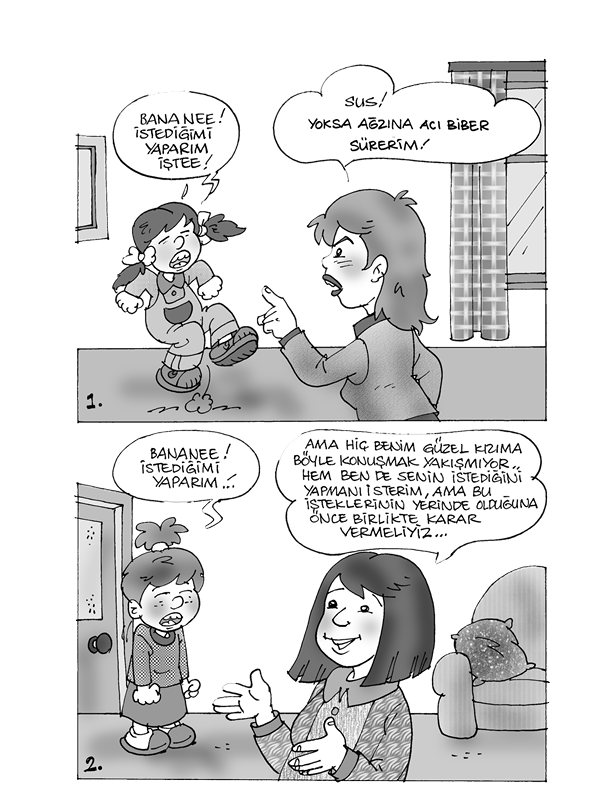 BANA NEE!
İSTEDİĞİMİ
YAPARIM
İŞTEE!
SUS!
YOKSA AĞZINA ACI BİBER
SÜRERİM!
1.
BANANEE!
İSTEDİĞİMİ
YAPARIM...
AMA HİÇ BENİM GÜZEL KIZIMA
BÖYLE KONUŞMAK YAKIŞMIYOR..
HEM BEN DE SENİN İSTEDİĞİNİ
YAPMANI İSTERİM, AMA BU
İŞTEKLERİNİN YERİNDE OLDUĞUNA
ÖNCE BİRLİKTE KARAR
VERMELİYİZ...
2.